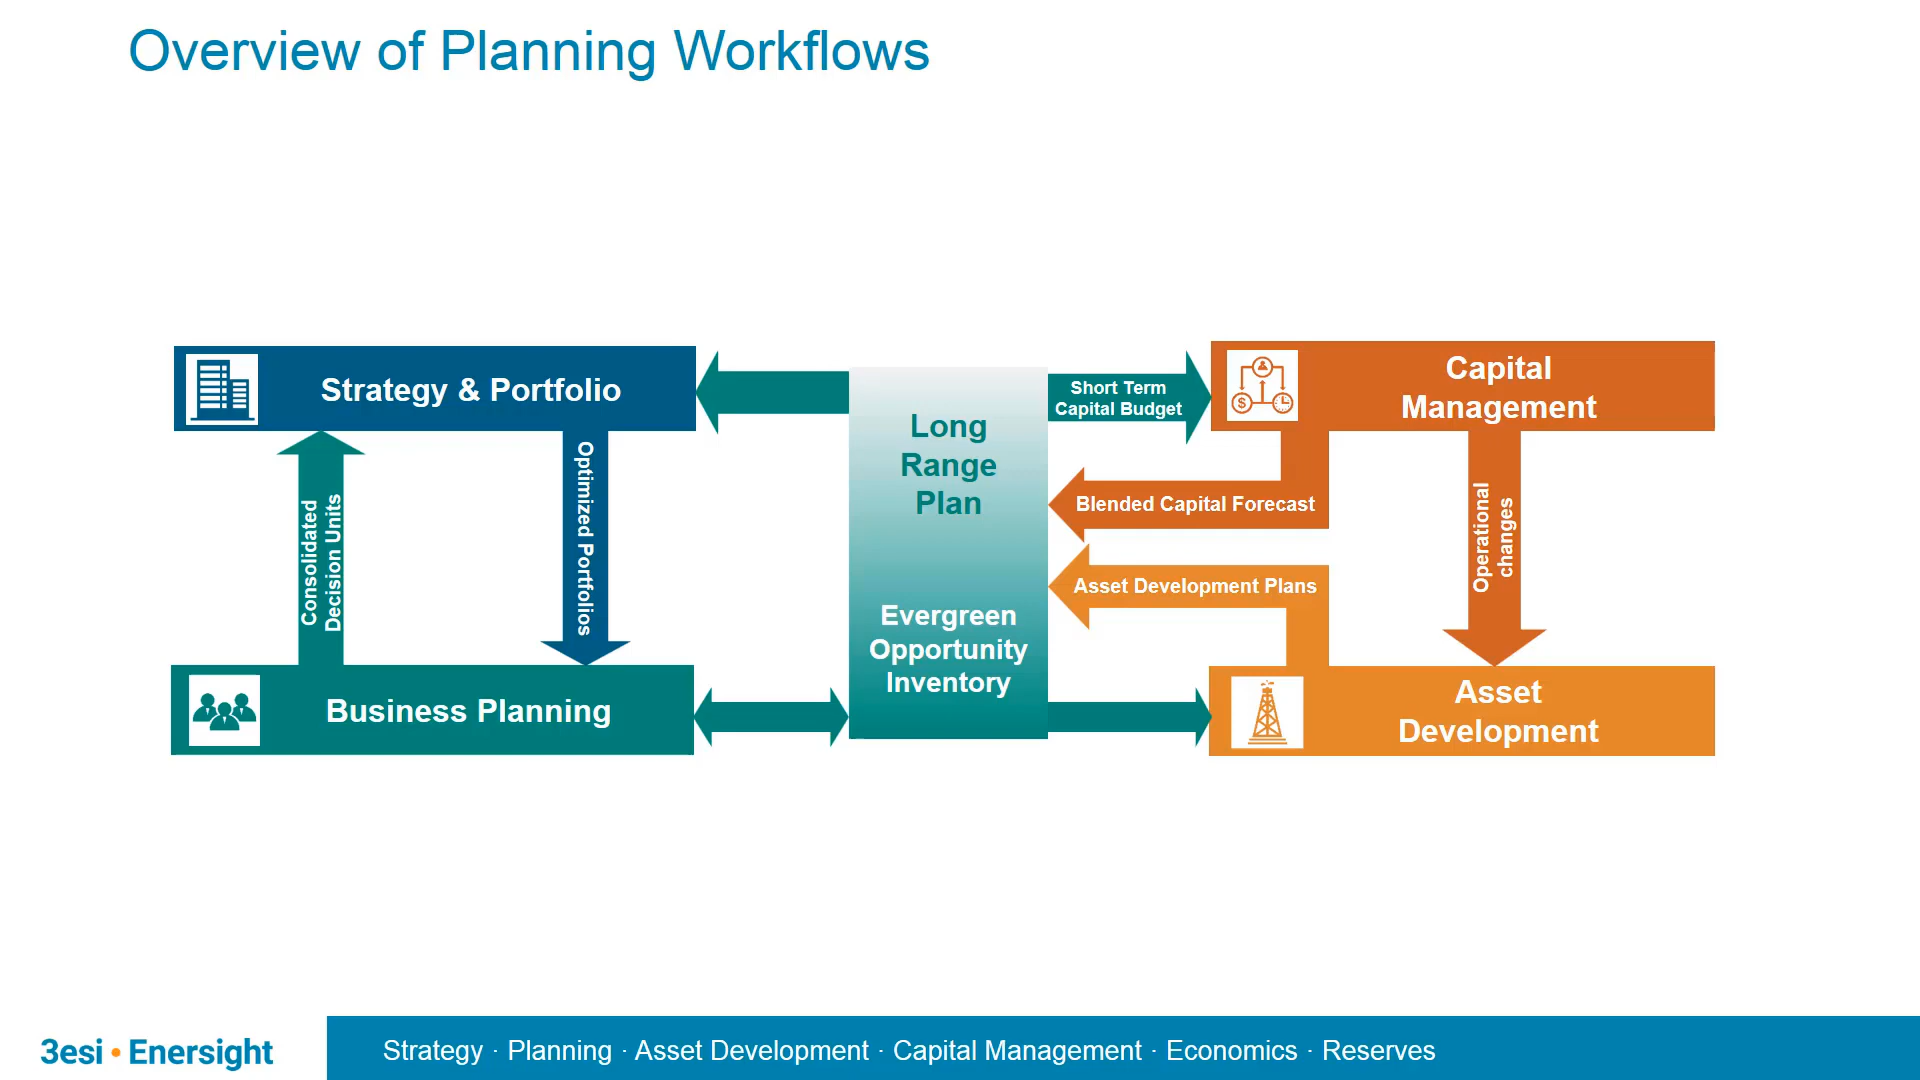 Overview of Planning Workflows
Strategy & Portfolio
Consolidated
Decision Units
Optimized Portfolios
Business Planning
Long
Range
Plan
Evergreen
Opportunity
Inventory
Short Term
Capital Budget
Capital
Management
Blended Capital Forecast
Asset Development Plans
Operational
changes
Asset
Development
3esi • Enersight
Strategy · Planning · Asset Development · Capital Management · Economics · Reserves